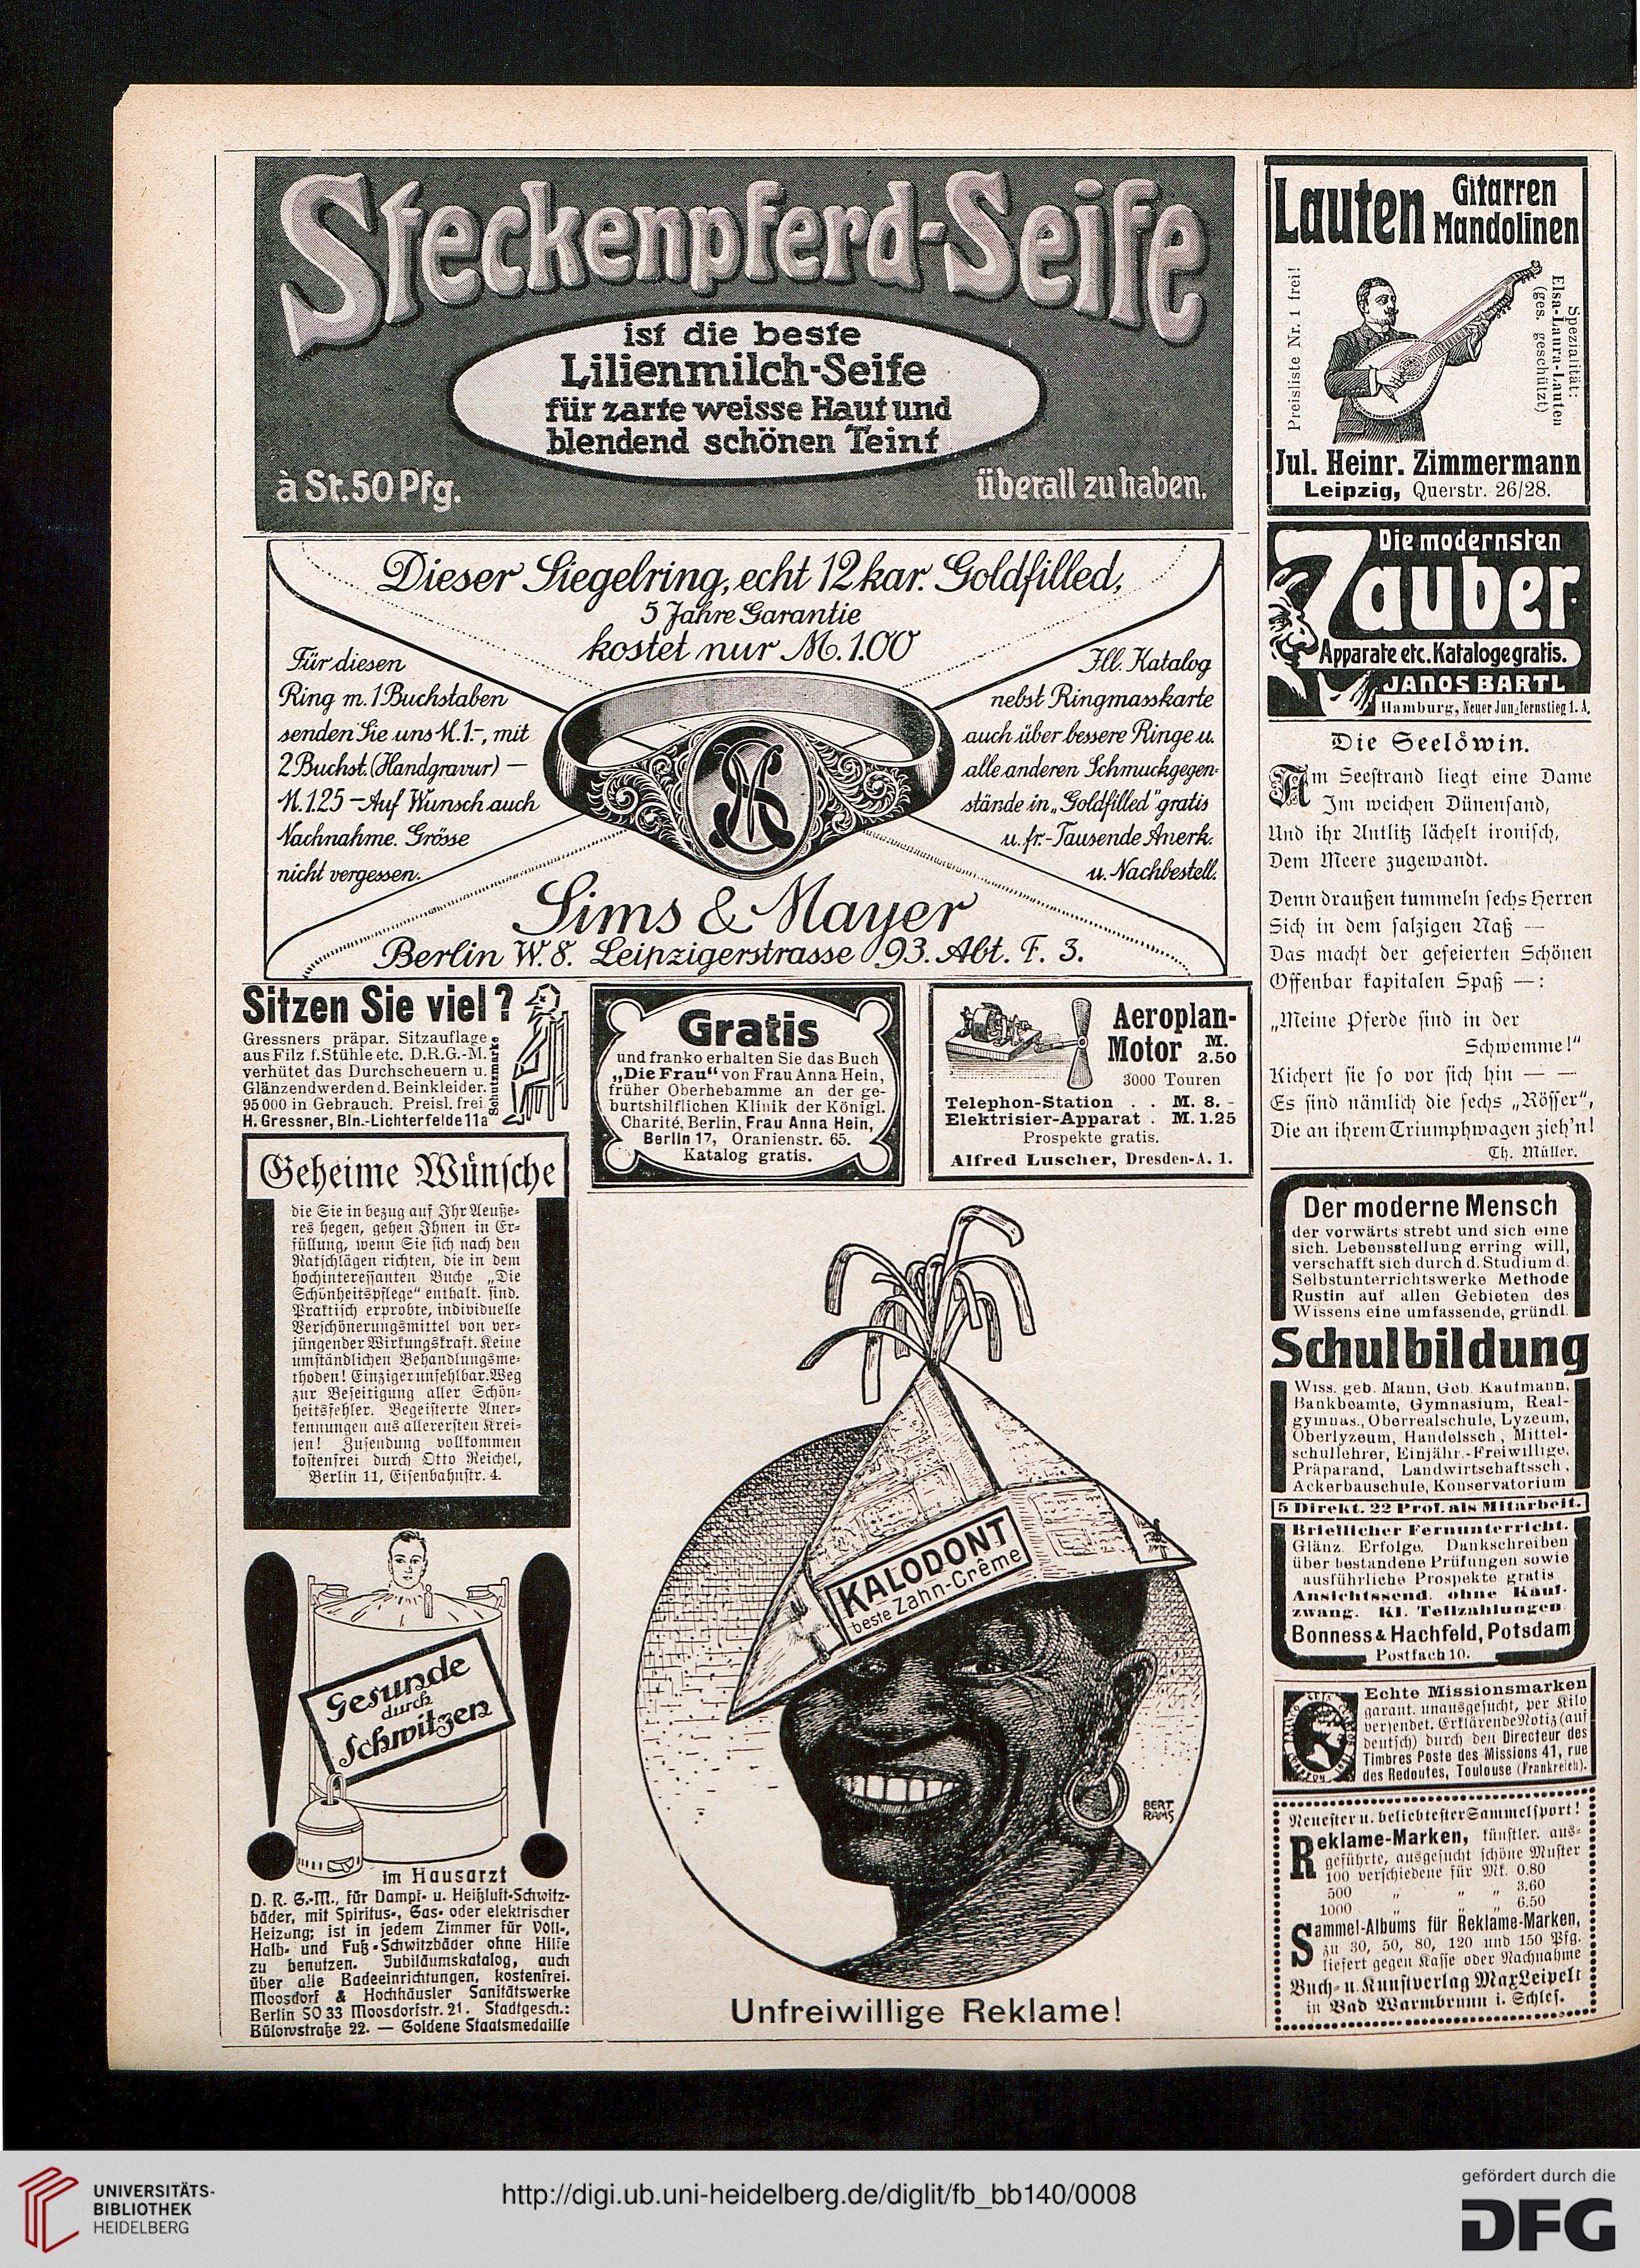 Steckenpferd-Seife
ist die beste
Lilienmilch-Seife
für zarte weisse Haut und
blendend schönen Teint
à St. 50 Pfg.
überall zu haben.
Dieser Siegelring, echt 12 kar. Goldfilled,
5 Jahre Garantie
kostet nur M. 1.00
Für diesen
Ring m. 1 Buchstaben
senden Sie uns M. 1.-, mit
2 Buchst. (Handgravur) —
M. 1.25 — Auf Wunsch auch
Nachnahme. Grösse
nicht vergessen.
Ill. Katalog
nebst Ringmasskarte
auch über bessere Ringe u.
alle anderen Schmuckgegen-
stände in „Goldfilled" gratis
u. fr. - Tausende Anerk.
u. Nachbestell.
Sims & Mayer
Berlin W. 8. Leipzigerstrasse 93. Abt. F. 3.
Sitzen Sie viel?
Gressners präpar. Sitzauflage
aus Filz f. Stühle etc. D.R.G.-M.
verhütet das Durchscheuern u.
Glänzendwerden d. Beinkleider.
95000 in Gebrauch. Preisl. frei
H. Gressner, Bln.-Lichterfelde 11a
Schutzmarke
Gratis
und franko erhalten Sie das Buch
„Die Frau“ von Frau Anna Hein,
früher Oberhebamme an der ge-
burtshilflichen Klinik der Königl.
Charité, Berlin, Frau Anna Hein,
Berlin 17, Oranienstr. 65.
Katalog gratis.
Aeroplan-
Motor M. 2.50
3000 Touren
Telephon-Station . . M. 8. -
Elektrisier-Apparat . M. 1.25
Prospekte gratis.
Alfred Luscher, Dresden-A. 1.
Geheime Wünsche
die Sie in bezug auf Ihr Aeuße-
res hegen, gehen Ihnen in Er-
füllung, wenn Sie sich nach den
Ratschlägen richten, die in dem
hochinteressanten Buche „Die
Schönheitspflege“ enthalt. sind.
Praktisch erprobte, individuelle
Verschönerungsmittel von ver-
jüngender Wirkungskraft. Keine
umständlichen Behandlungsme-
thoden! Einziger unfehlbar. Weg
zur Beseitigung aller Schön-
heitsfehler. Begeisterte Aner-
kennungen aus allerersten Krei-
sen! Zusendung vollkommen
kostenfrei durch Otto Reichel,
Berlin 11, Eisenbahnstr. 4.
Gesunde
durch
Schwitzen
im Hausarzt
D. R. G.-M., für Dampf- u. Heißluft-Schwitz-
bäder, mit Spiritus-, Gas- oder elektrischer
Heizung; ist in jedem Zimmer für Voll-,
Halb- und Fuß-Schwitzbäder ohne Hilfe
zu benutzen. Jubiläumskatalog, auch
über alle Badeeinrichtungen, kostenfrei.
Moosdorf & Hochhäusler Sanitätswerke
Berlin SO 33 Moosdorfstr. 21. Stadtgesch.:
Bülowstraße 22. — Goldene Staatsmedaille
KALODONT
beste Zahn-Crême
BERT
RAMS
Unfreiwillige Reklame!
Lauten Gitarren
Mandolinen
Preisliste Nr. 1 frei!
Spezialität:
Elsa-Laura-Lauten
(ges. geschützt)
Jul. Heinr. Zimmermann
Leipzig, Querstr. 26/28.
Die modernsten
Zauber
Apparate etc. Kataloge gratis.
JANOS BARTL
Hamburg, Neuer Jungfernstieg 1. A.
Die Seelöwin.
Am Seestrand liegt eine Dame
Im weichen Dünensand,
Und ihr Antlitz lächelt ironisch,
Dem Meere zugewandt.
Denn draußen tummeln sechs Herren
Sich in dem salzigen Naß —
Das macht der gefeierten Schönen
Offenbar kapitalen Spaß —:
„Meine Pferde sind in der
Schwemme!“
Kichert sie so vor sich hin — —
Es sind nämlich die sechs „Rösser“,
Die an ihrem Triumphwagen zieh'n!
Th. Müller.
Der moderne Mensch
der vorwärts strebt und sich eine
sich. Lebensstellung erring will,
verschafft sich durch d. Studium d.
Selbstunterrichtswerke Methode
Rustin auf allen Gebieten des
Wissens eine umfassende, gründl.
Schulbildung
Wiss. geb. Mann, Geb. Kaufmann,
Bankbeamte, Gymnasium, Real-
gymnas., Oberrealschule, Lyzeum,
Oberlyzeum, Handelssch., Mittel-
schullehrer, Einjähr.-Freiwillige,
Präparand, Landwirtschaftssch.,
Ackerbauschule, Konservatorium
5 Direkt. 22 Prof. als Mitarbeit.
Brieflicher Fernunterricht.
Glänz. Erfolge. Dankschreiben
über bestandene Prüfungen sowie
ausführliche Prospekte gratis
Ansichtssend. ohne Kauf-
zwang. Kl. Teilzahlungen
Bonness & Hachfeld, Potsdam
Postfach 10.
Echte Missionsmarken
garant. unausgesucht, per Kilo
versendet. Erklärende Notiz (auf
deutsch) durch den Directeur des
Timbres Poste des Missions 41, rue
des Redoutes, Toulouse (Frankreich).
Neuester u. beliebtester Sammelsport!
Reklame-Marken, künstler. aus-
geführte, ausgesucht schöne Muster
100 verschiedene für Mk. 0.80
500 „ „ „ 3.60
1000 „ „ „ 6.50
Sammel-Albums für Reklame-Marken,
zu 30, 50, 80, 120 und 150 Pfg.
liefert gegen Kasse oder Nachnahme
Buch- u. Kunstverlag Max Leipelt
in Bad Warmbrunn i. Schles.
UNIVERSITÄTS-
BIBLIOTHEK
HEIDELBERG
http://digi.ub.uni-heidelberg.de/diglit/fb_bb140/0008
gefördert durch die
DFG